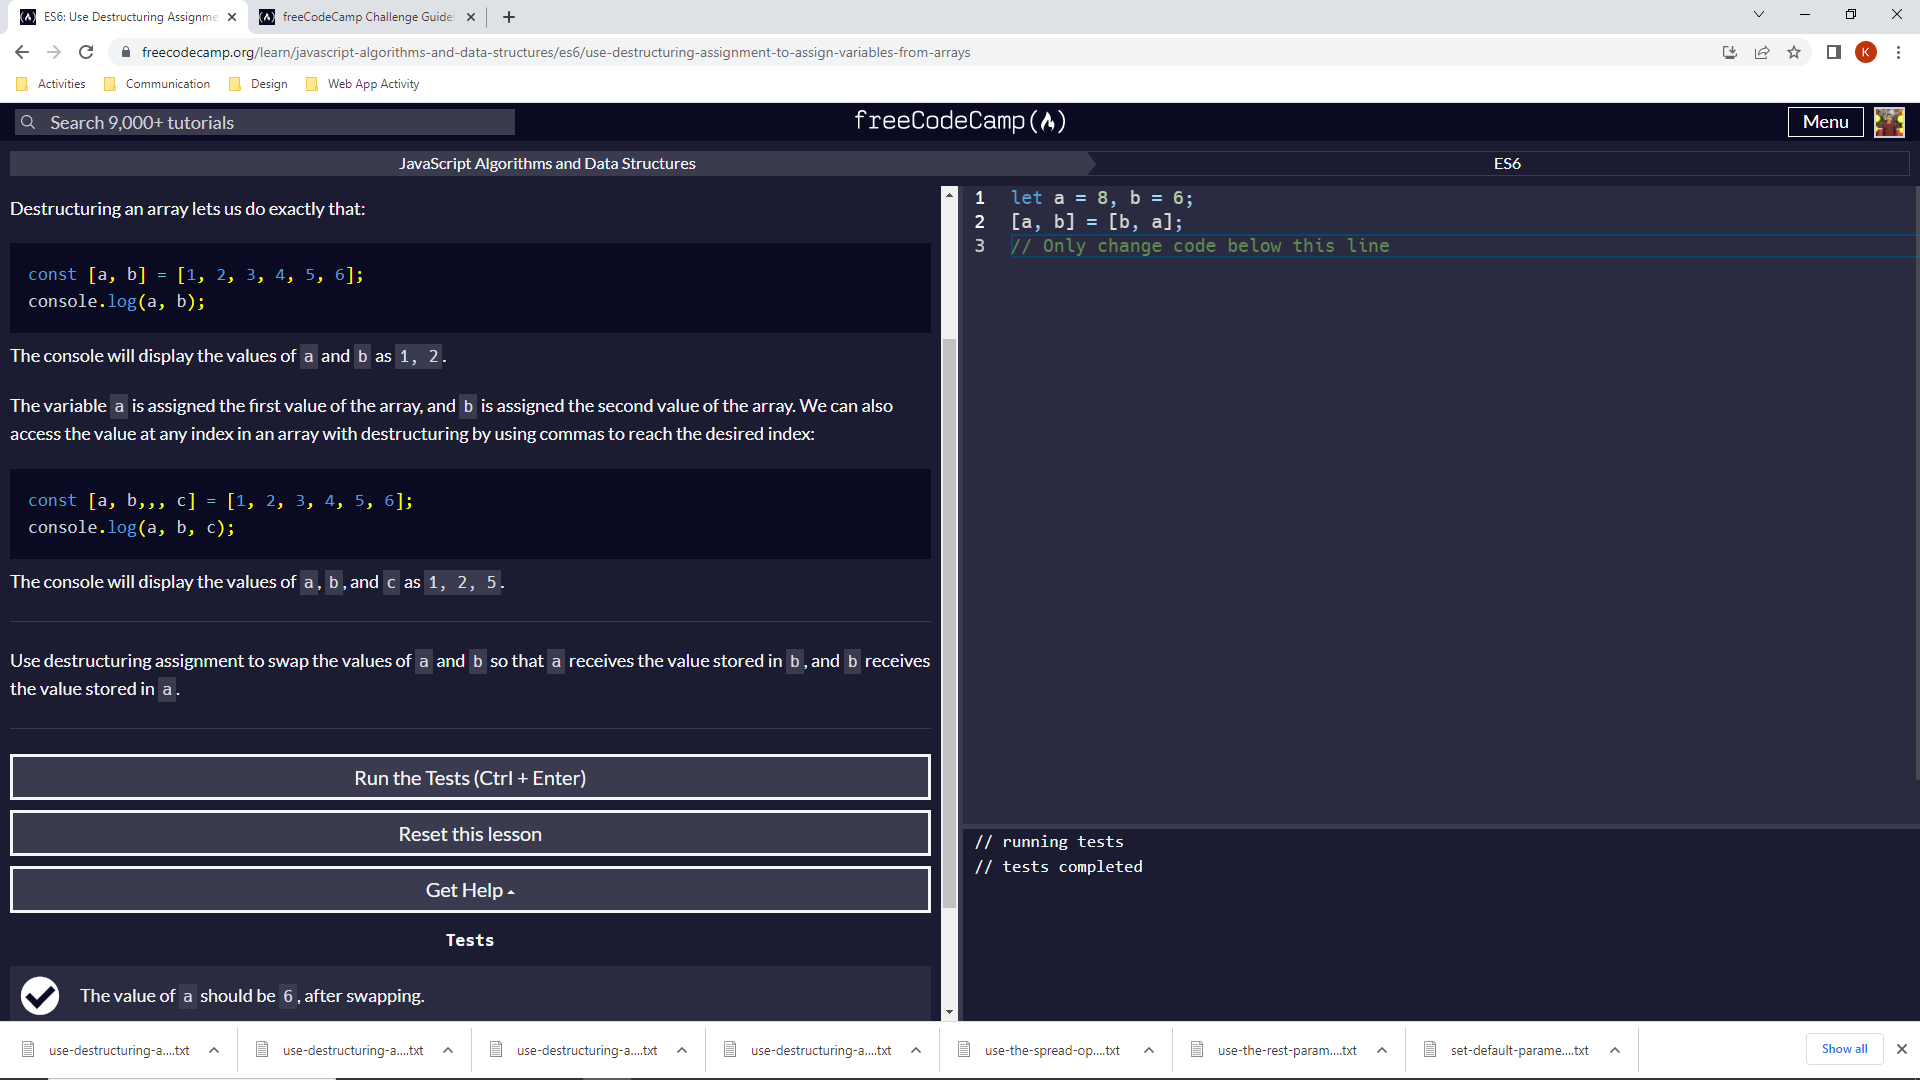 ES6: Use Destructuring Assignme
freeCodeCamp Challenge Guide:
freecodecamp.org/learn/javascript-algorithms-and-data-structures/es6/use-destructuring-assignment-to-assign-variables-from-arrays
K
Activities
Communication
Design
Web App Activity
Search 9,000+ tutorials
freeCodeCamp
Menu
JavaScript Algorithms and Data Structures
ES6
Destructuring an array lets us do exactly that:
const [a, b] = [1, 2, 3, 4, 5, 6];
console.log(a, b);
The console will display the values of a and b as 1, 2.
The variable a is assigned the first value of the array, and b is assigned the second value of the array. We can also
access the value at any index in an array with destructuring by using commas to reach the desired index:
const [a, b,,, c] = [1, 2, 3, 4, 5, 6];
console.log(a, b, c);
The console will display the values of a, b, and c as 1, 2, 5.
Use destructuring assignment to swap the values of a and b so that a receives the value stored in b, and b receives
the value stored in a.
Run the Tests (Ctrl + Enter)
Reset this lesson
Get Help
Tests
The value of a should be 6, after swapping.
1 let a = 8, b = 6;
2 [a, b] = [b, a];
3 // Only change code below this line
// running tests
// tests completed
use-destructuring-a....txt
use-destructuring-a....txt
use-destructuring-a....txt
use-destructuring-a....txt
use-the-spread-op....txt
use-the-rest-param....txt
set-default-parame....txt
Show all